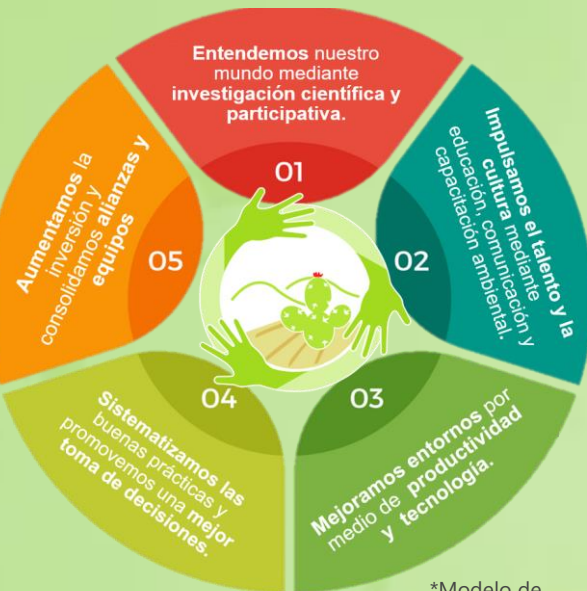 Entendemos nuestro
mundo mediante
investigación científica y
participativa.
01
Impulsamos el talento y la
cultura mediante
educación, comunicación y
capacitación ambiental.
02
Mejoramos entornos por
medio de productividad
y tecnología.
03
Sistematizamos las
buenas prácticas y
promovemos una mejor
toma de decisiones.
04
Aumentamos la
inversión y
consolidamos alianzas y
equipos
05
*Modelo de